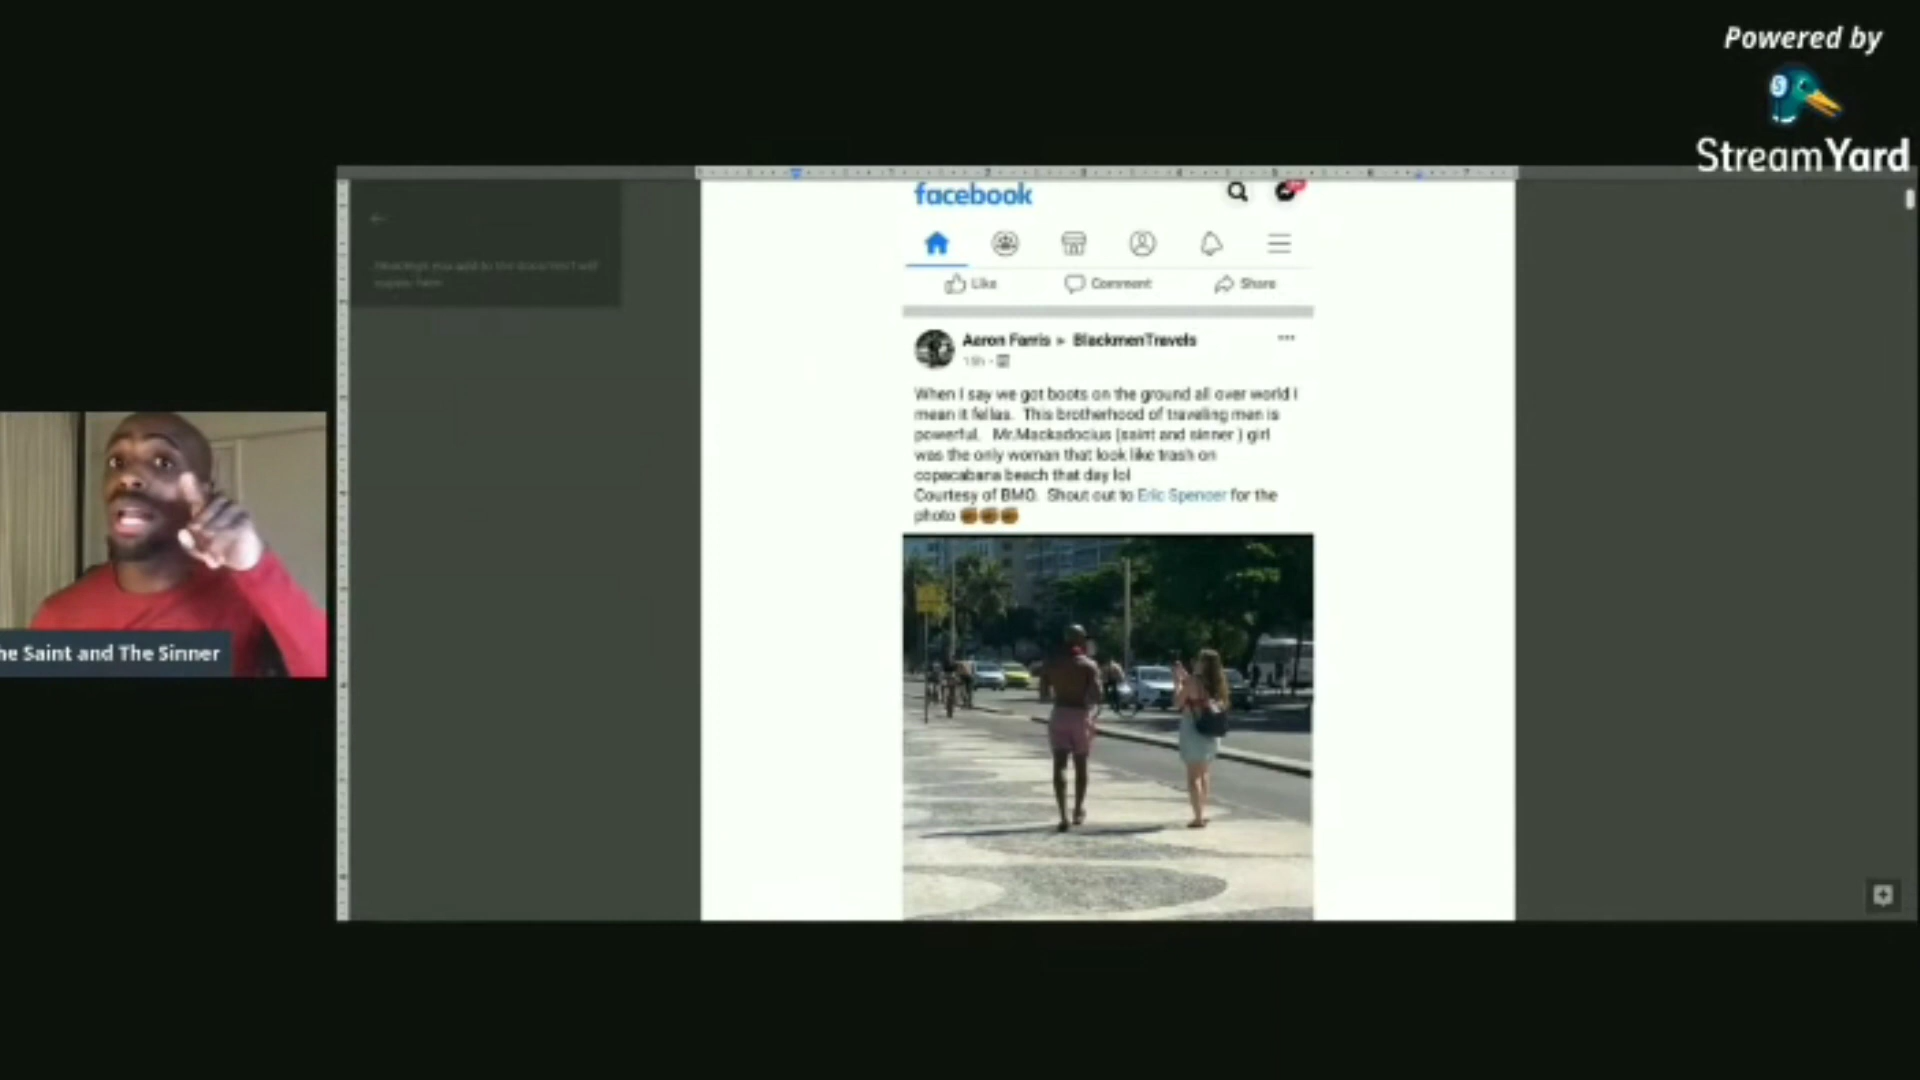 Powered by
StreamYard
facebook
Like Comment Share
Aaron Farris ▸ BlackmenTravels
When I say we got boots on the ground all over world I
mean it fellas. This brotherhood of traveling men is
powerful. Mr.Mackadocius (saint and sinner ) girl
was the only woman that look like trash on
copacabana beach that day lol
Courtesy of BMO. Shout out to Eric Spencer for the
photo ✊🏾✊🏾✊🏾
he Saint and The Sinner